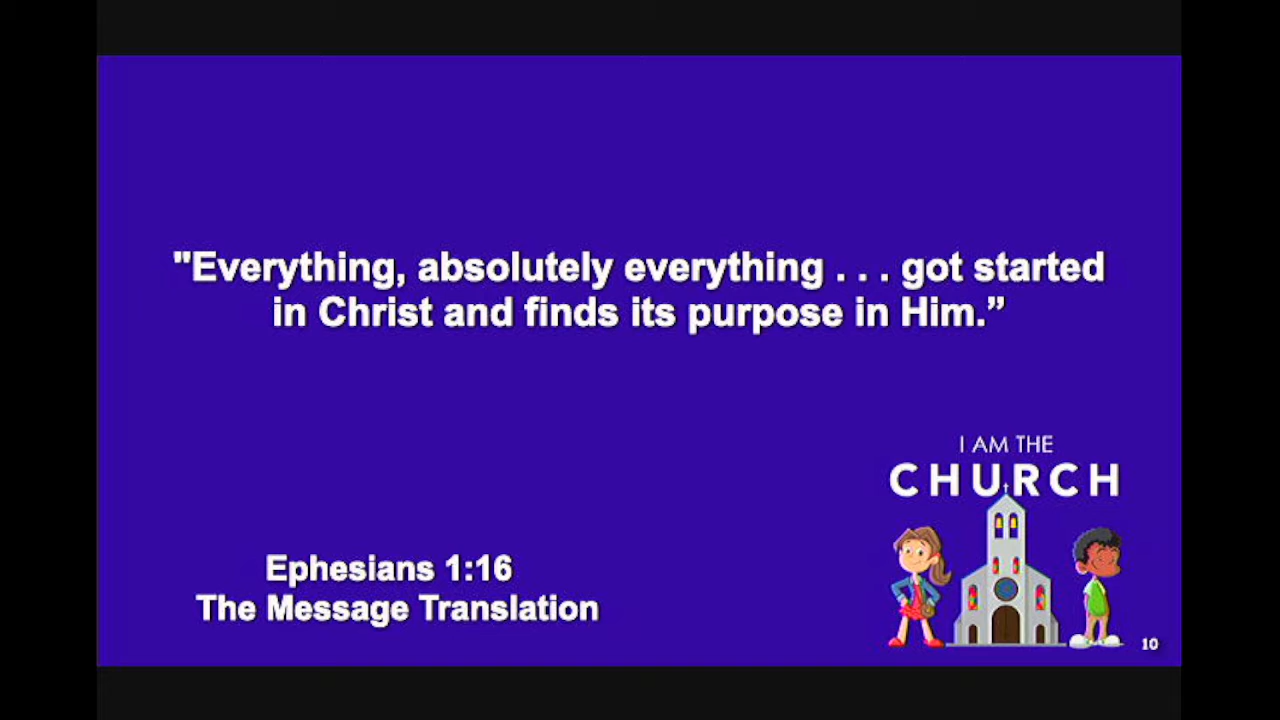 "Everything, absolutely everything . . . got started
in Christ and finds its purpose in Him.”
I AM THE
CHURCH
Ephesians 1:16
The Message Translation
10